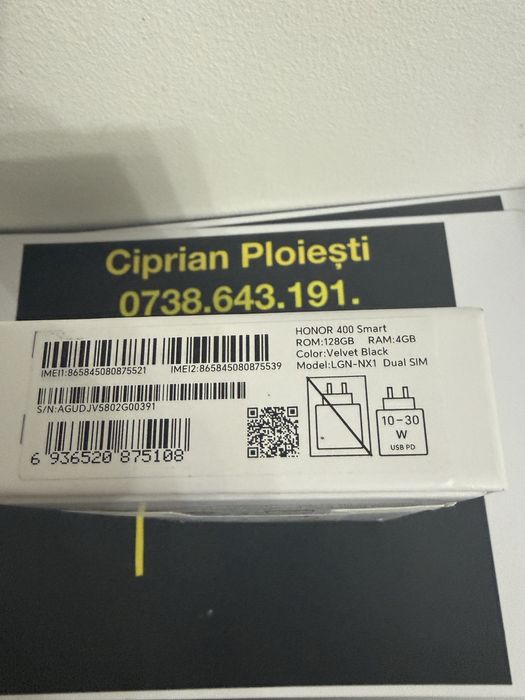 Ciprian Ploiești
0738.643.191.
HONOR 400 Smart
ROM:128GB RAM:4GB
Color:Velvet Black
Model:LGN-NX1 Dual SIM
IMEI1:865845080875521 IMEI2:865845080875539
S/N:AGUDJV5802G00391
6 936520 875108
10-30
W
USB PD